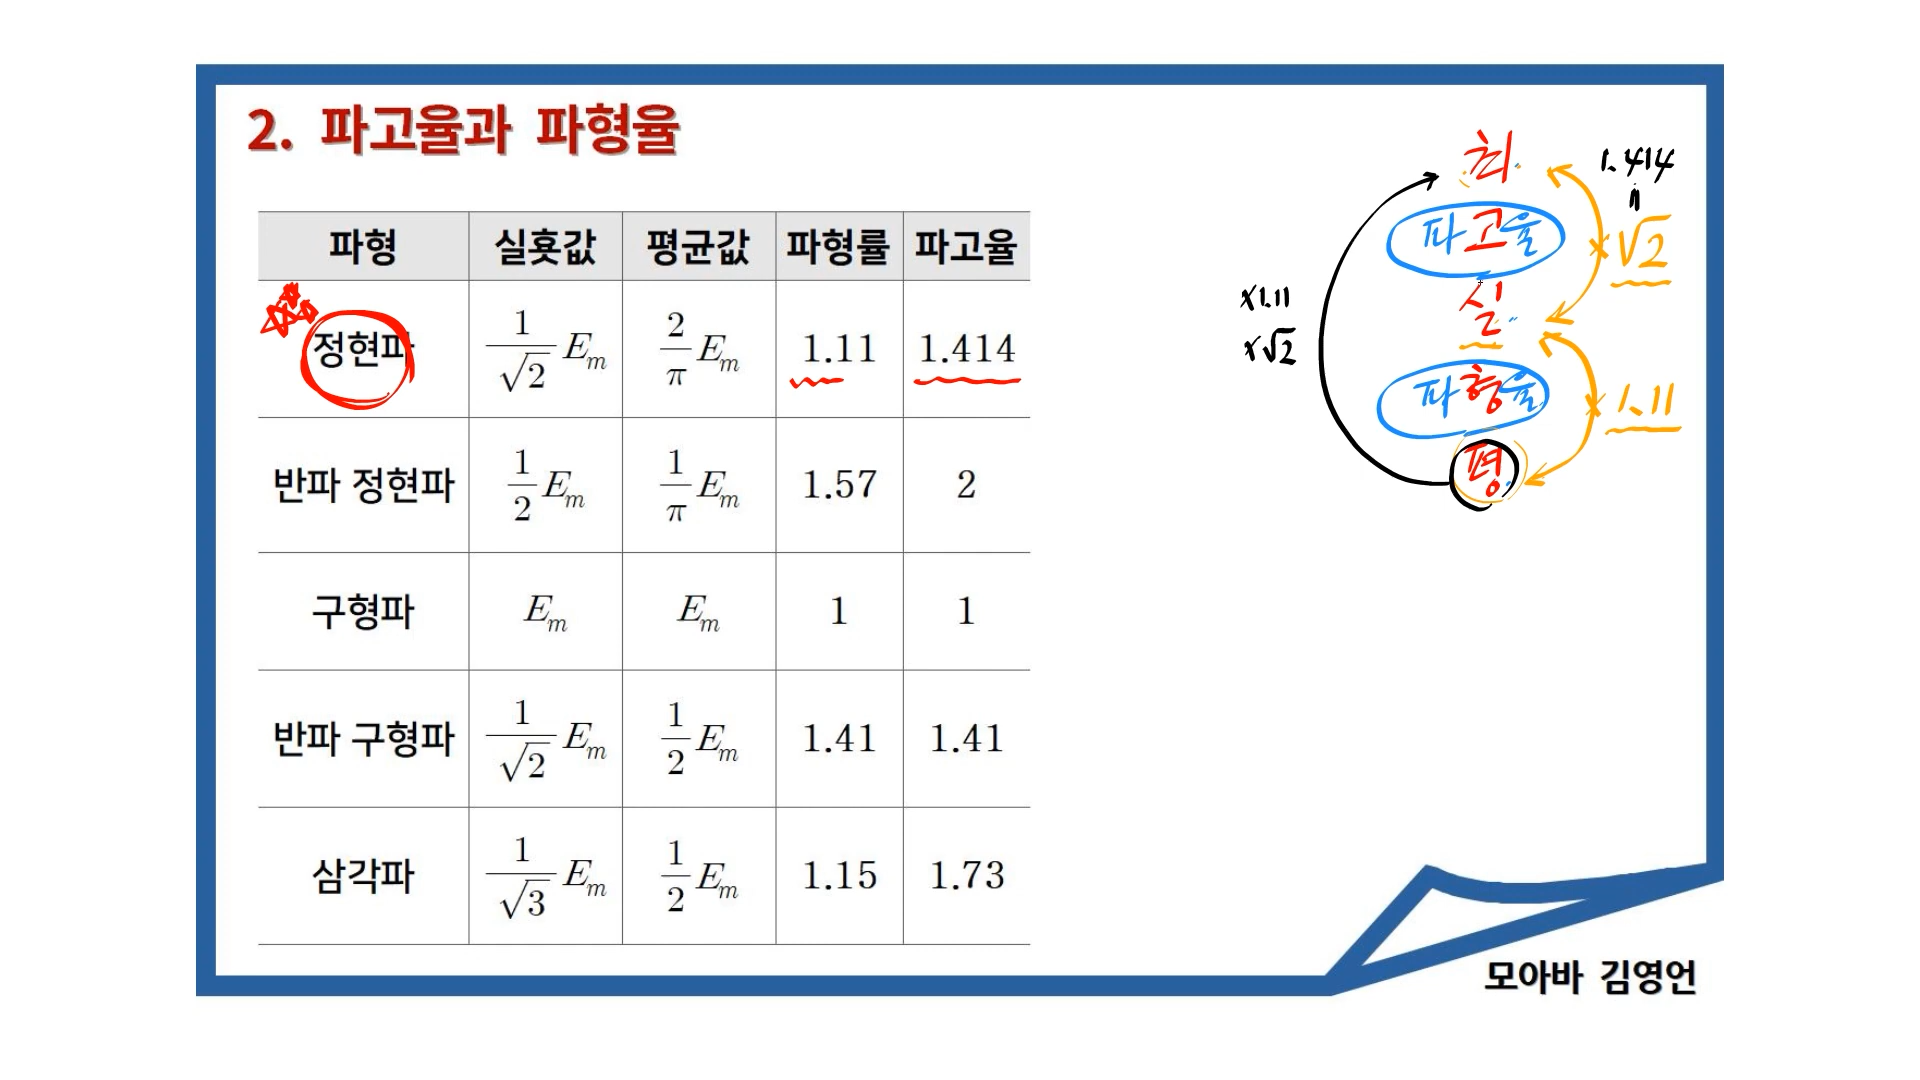 2. 파고율과 파형율
파형 실횻값 평균값 파형률 파고율
정현파 1/√2 Em 2/π Em 1.11 1.414
반파 정현파 1/2 Em 1/π Em 1.57 2
구형파 Em Em 1 1
반파 구형파 1/√2 Em 1/2 Em 1.41 1.41
삼각파 1/√3 Em 1/2 Em 1.15 1.73
최
1.414
=
파고율
×√2
실
×1.11
×√2
파형율
×1.11
평
모아바 김영언